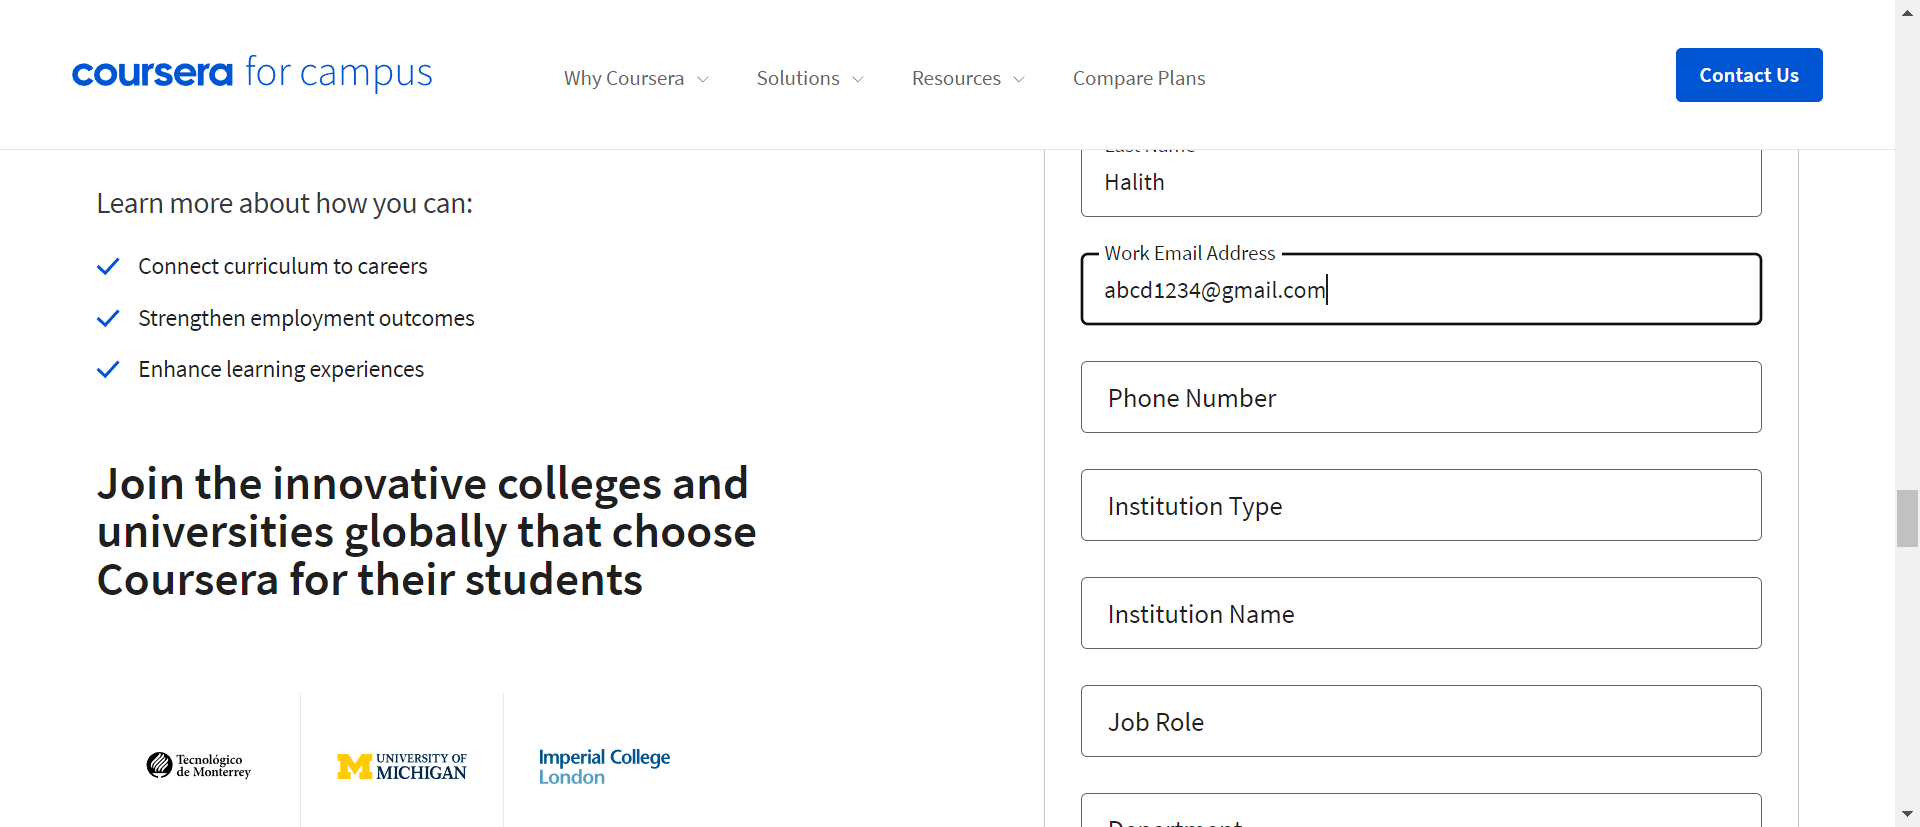 coursera for campus
Why Coursera
Solutions
Resources
Compare Plans
Contact Us
Learn more about how you can:
Connect curriculum to careers
Strengthen employment outcomes
Enhance learning experiences
Join the innovative colleges and
universities globally that choose
Coursera for their students
Tecnológico
de Monterrey
M UNIVERSITY OF
MICHIGAN
Imperial College
London
Last Name
Halith
Work Email Address
abcd1234@gmail.com
Phone Number
Institution Type
Institution Name
Job Role
Department